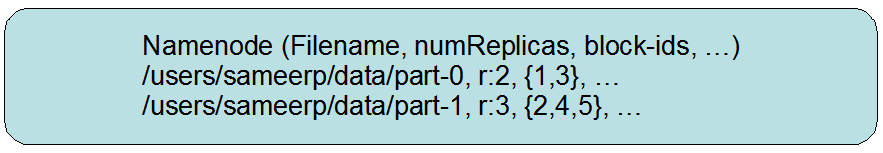 Namenode (Filename, numReplicas, block-ids, …)
/users/sameerp/data/part-0, r:2, {1,3}, …
/users/sameerp/data/part-1, r:3, {2,4,5}, …